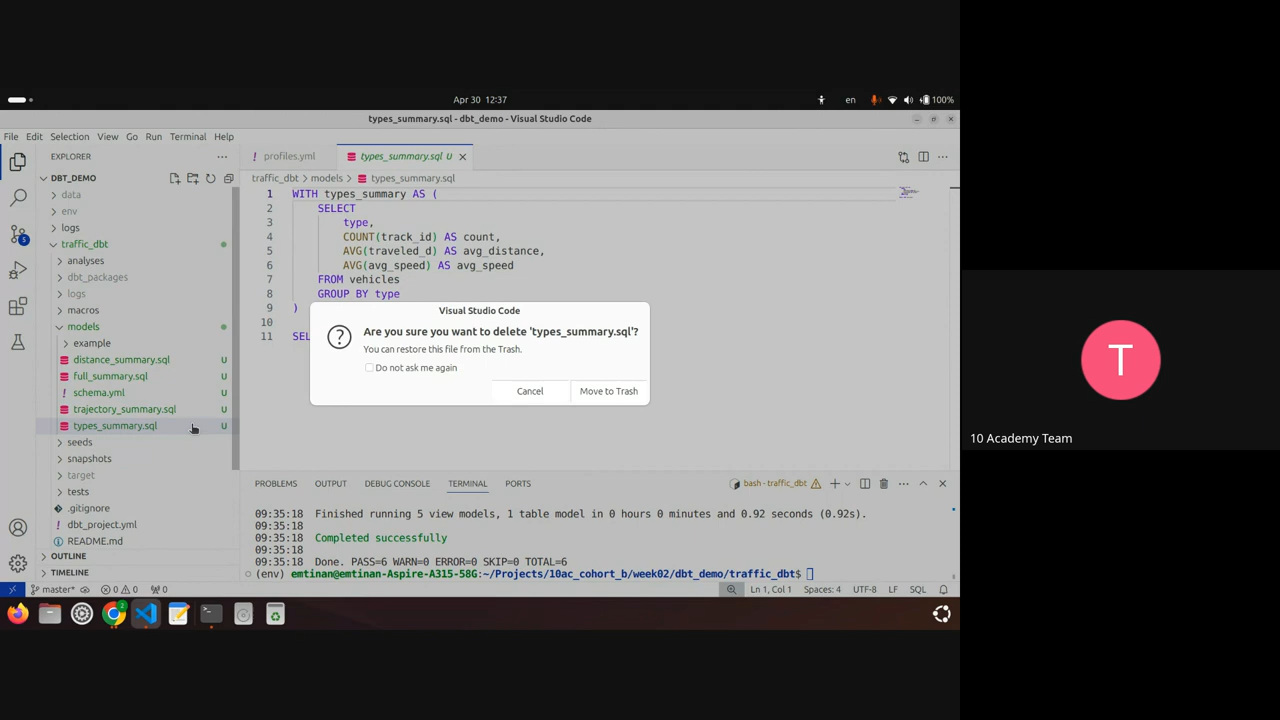 Apr 30 12:37
en
100%
types_summary.sql - dbt_demo - Visual Studio Code
File Edit Selection View Go Run Terminal Help
EXPLORER
DBT_DEMO
data
env
logs
traffic_dbt
analyses
dbt_packages
logs
macros
models
example
distance_summary.sql U
full_summary.sql U
schema.yml U
trajectory_summary.sql U
types_summary.sql U
seeds
snapshots
target
tests
.gitignore
dbt_project.yml
README.md
OUTLINE
TIMELINE
5
profiles.yml
types_summary.sql U
traffic_dbt > models > types_summary.sql
1 WITH types_summary AS (
2 SELECT
3 type,
4 COUNT(track_id) AS count,
5 AVG(traveled_d) AS avg_distance,
6 AVG(avg_speed) AS avg_speed
7 FROM vehicles
8 GROUP BY type
9 )
10
11 SEL
Visual Studio Code
Are you sure you want to delete 'types_summary.sql'?
You can restore this file from the Trash.
Do not ask me again
Cancel Move to Trash
PROBLEMS OUTPUT DEBUG CONSOLE TERMINAL PORTS
bash - traffic_dbt
09:35:18 Finished running 5 view models, 1 table model in 0 hours 0 minutes and 0.92 seconds (0.92s).
09:35:18
09:35:18 Completed successfully
09:35:18
09:35:18 Done. PASS=6 WARN=0 ERROR=0 SKIP=0 TOTAL=6
(env) emtinan@emtinan-Aspire-A315-58G:~/Projects/10ac_cohort_b/week02/dbt_demo/traffic_dbt$
master* 0 0 0 Ln 1, Col 1 Spaces: 4 UTF-8 LF SQL
2
T
10 Academy Team